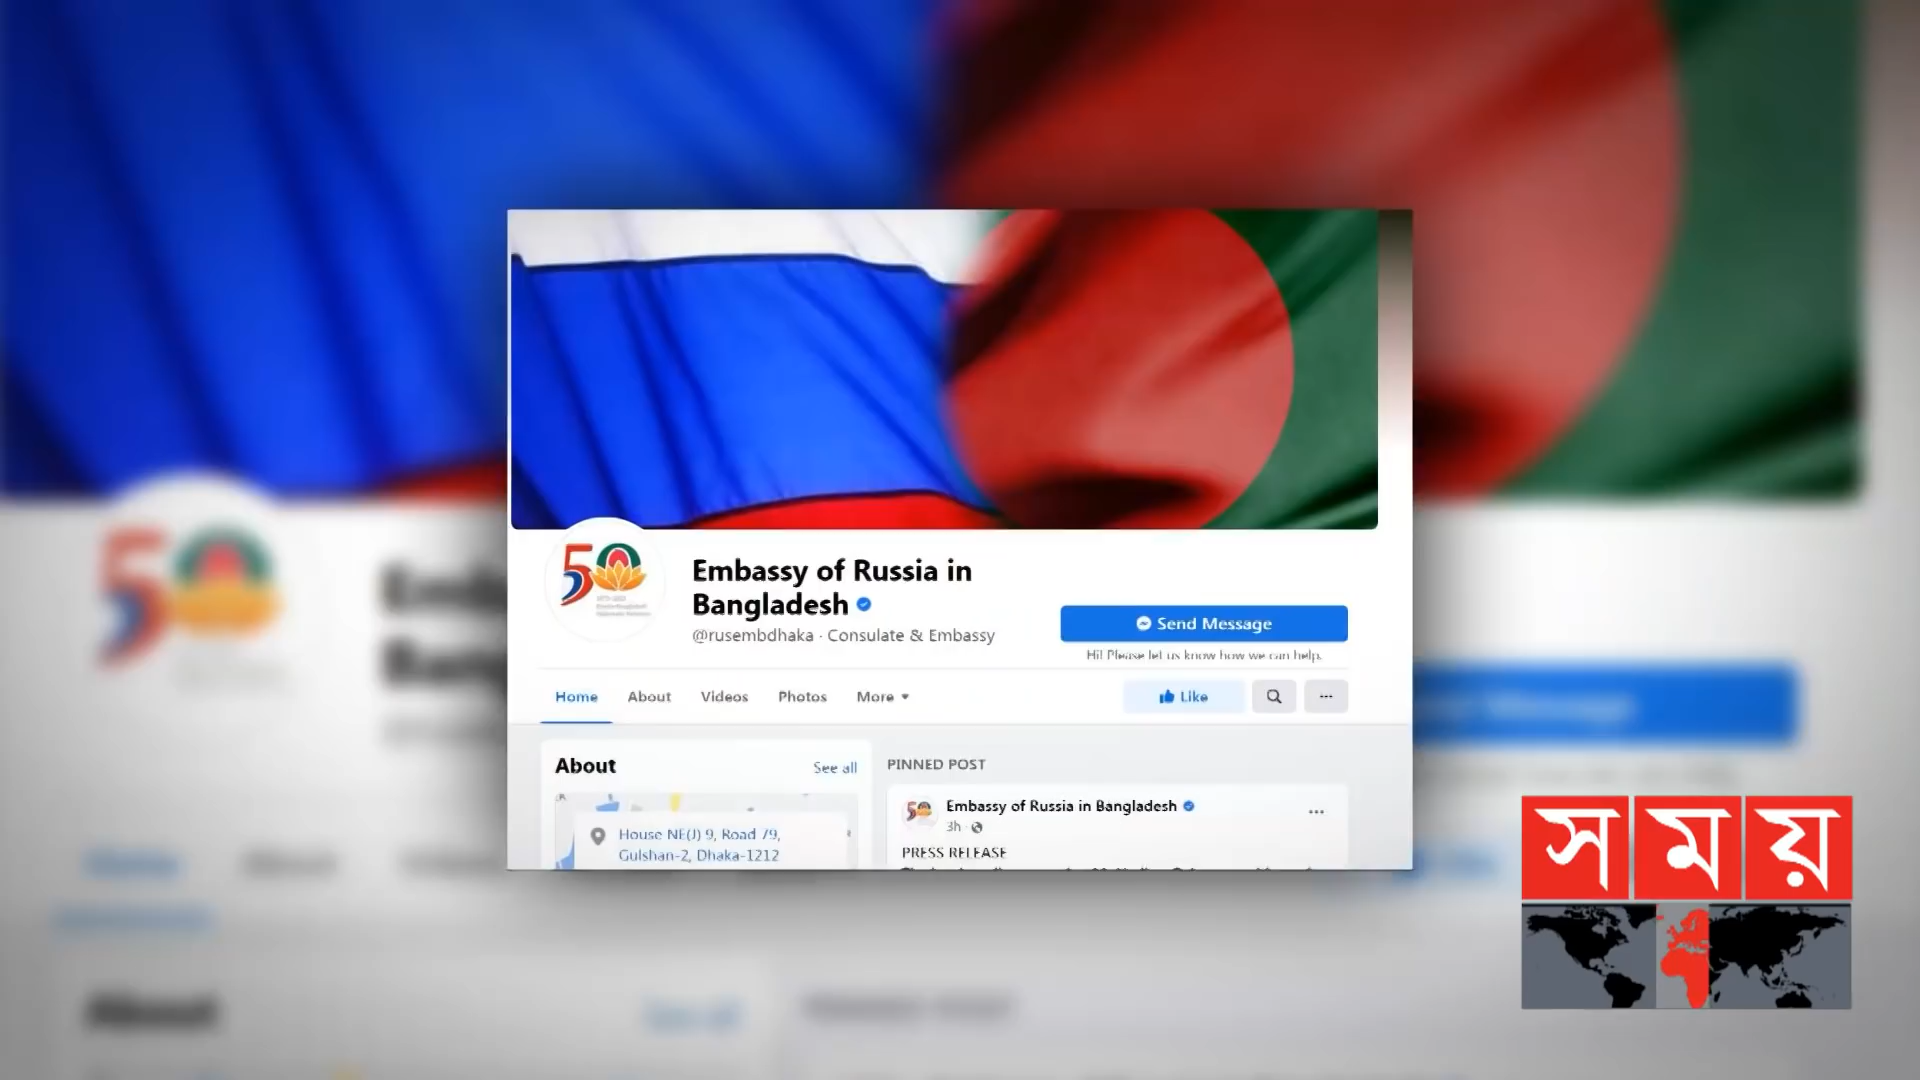 50
Embassy of Russia in
Bangladesh
@rusembdhaka · Consulate & Embassy
Send Message
Hi! Please let us know how we can help.
Home About Videos Photos More
Like
About
See all
House NE(J) 9, Road 79,
Gulshan-2, Dhaka-1212
PINNED POST
Embassy of Russia in Bangladesh
3h
PRESS RELEASE
সময়